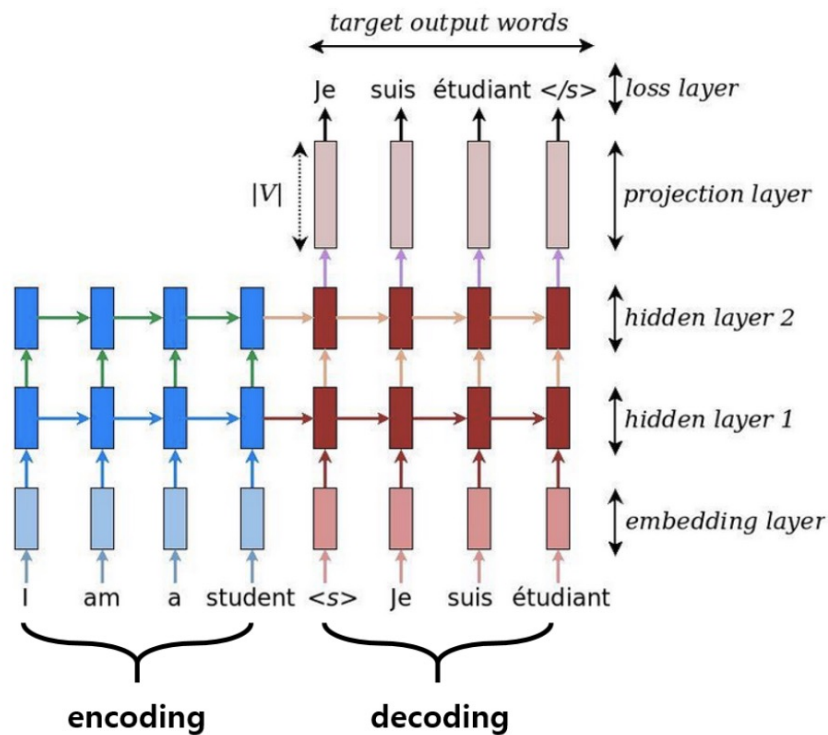 target output words
Je suis étudiant </s> loss layer
|V| projection layer
hidden layer 2
hidden layer 1
embedding layer
I am a student <s> Je suis étudiant
encoding decoding